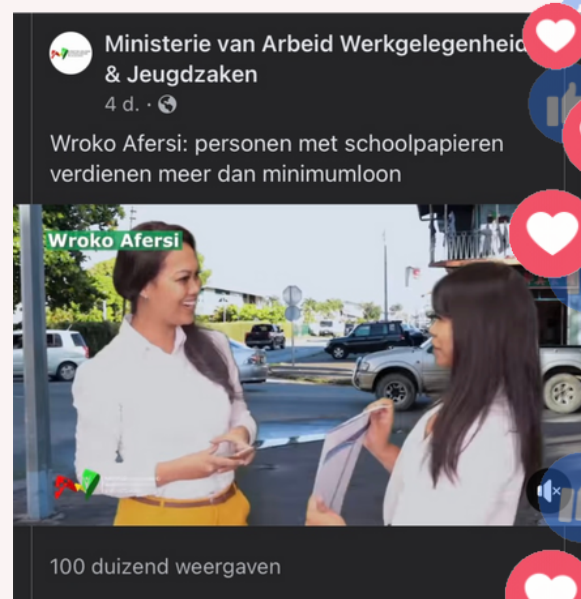 Ministerie van Arbeid Werkgelegenheid
& Jeugdzaken
4 d. ·
Wroko Afersi: personen met schoolpapieren
verdienen meer dan minimumloon
Wroko Afersi
100 duizend weergaven